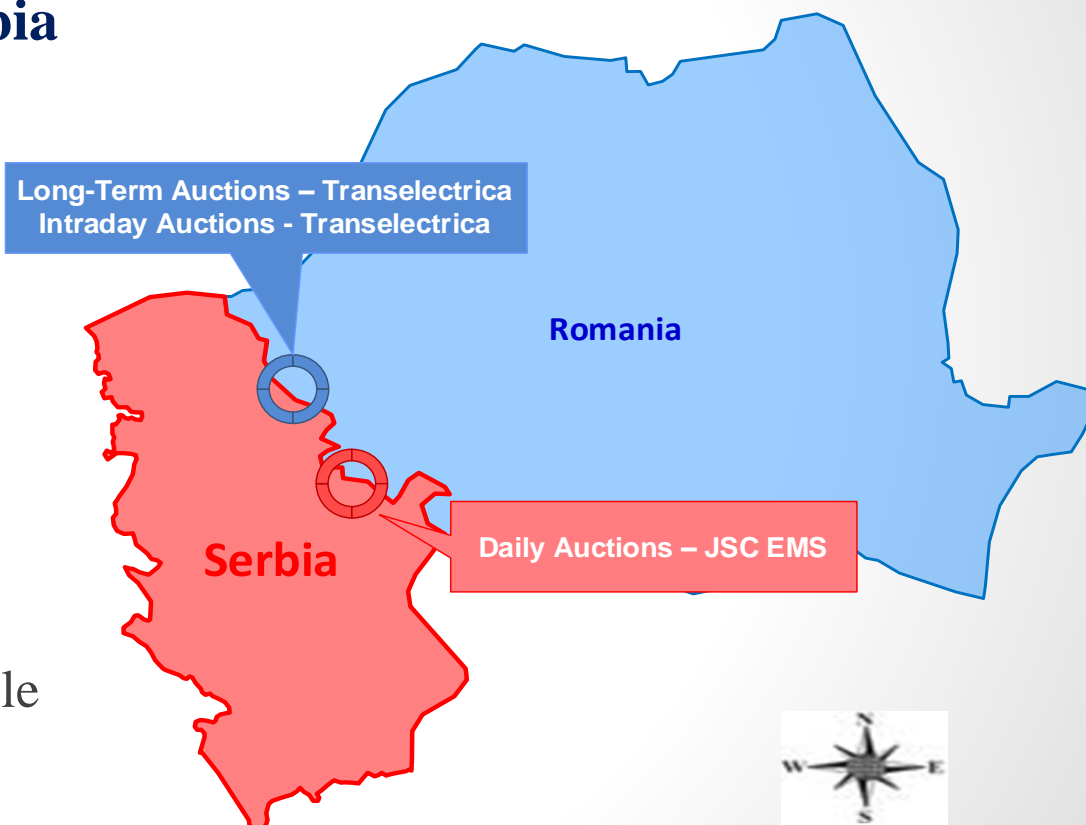 bia
Long-Term Auctions – Transelectrica
Intraday Auctions - Transelectrica
Romania
Daily Auctions – JSC EMS
Serbia
le
N
W E
S